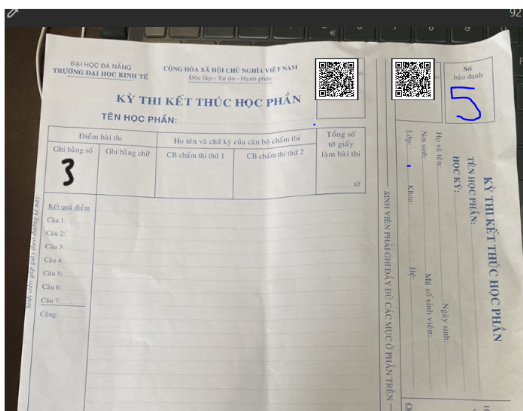 92
ĐẠI HỌC ĐÀ NẴNG
TRƯỜNG ĐẠI HỌC KINH TẾ
CỘNG HÒA XÃ HỘI CHỦ NGHĨA VIỆT NAM
Độc lập - Tự do - Hạnh phúc
KỲ THI KẾT THÚC HỌC PHẦN
TÊN HỌC PHẦN:
Điểm bài thi
Họ tên và chữ ký của cán bộ chấm thi
Tổng số
tờ giấy
làm bài thi
Ghi bằng số
Ghi bằng chữ
CB chấm thi thứ 1
CB chấm thi thứ 2
3
tờ
Kết quả điểm
Câu 1:
Câu 2:
Câu 3:
Câu 4:
Câu 5:
Câu 6:
Câu 7:
Cộng:
Số
báo danh
5
KỲ THI KẾT THÚC HỌC PHẦN
TÊN HỌC PHẦN:
HỌC KỲ:
Họ và tên:
Ngày sinh:
Nơi sinh:
Mã số sinh viên:
Lớp:
Khoa:
Hệ:
SINH VIÊN PHẢI GHI ĐẦY ĐỦ CÁC MỤC Ở PHẦN TRÊN